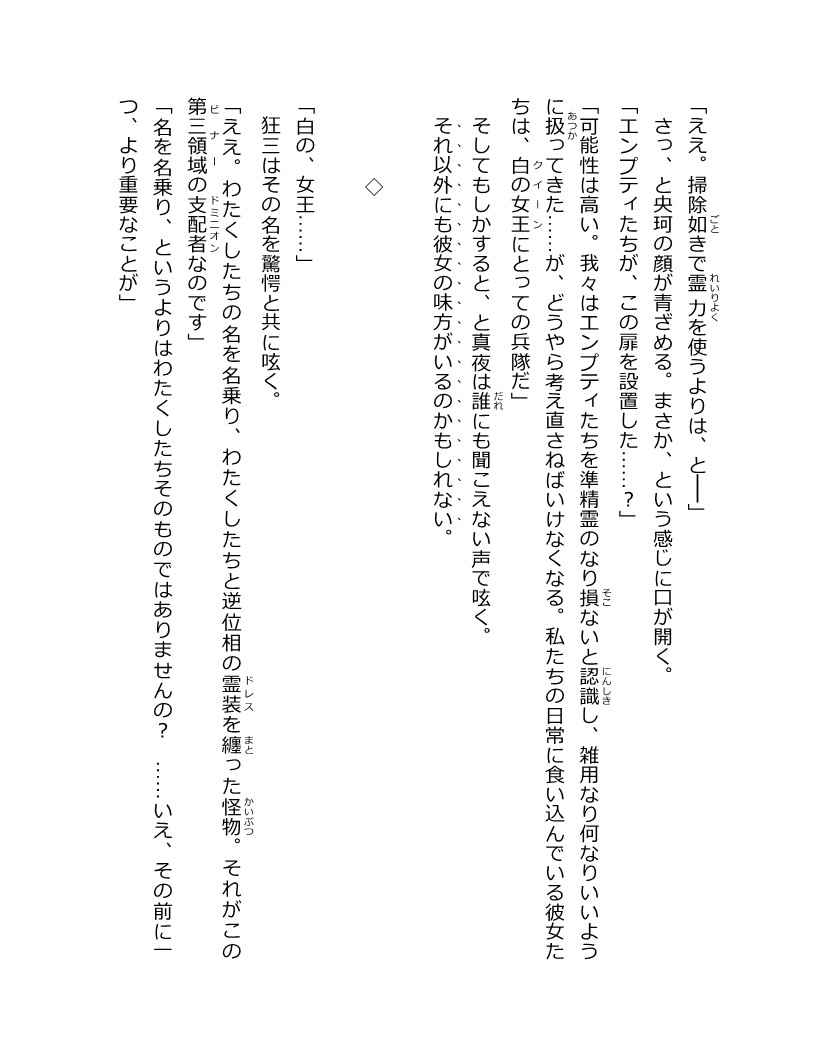 「ええ。掃除如きで霊力を使うよりは、と――」
さっ、と央珂の顔が青ざめる。まさか、という感じに口が開く。
「エンプティたちが、この扉を設置した……？」
「可能性は高い。我々はエンプティたちを準精霊のなり損ないと認識し、雑用なり何なりいいよう
に扱ってきた……が、どうやら考え直さねばいけなくなる。私たちの日常に食い込んでいる彼女た
ちは、白の女王にとっての兵隊だ」
そしてもしかすると、と真夜は誰にも聞こえない声で呟く。
それ以外にも彼女の味方がいるのかもしれない。
◇
「白の、女王……」
狂三はその名を驚愕と共に呟く。
「ええ。わたくしたちの名を名乗り、わたくしたちと逆位相の霊装を纏った怪物。それがこの
第三領域の支配者なのです」
「名を名乗り、というよりはわたくしたちそのものではありませんの？　……いえ、その前に一
つ、より重要なことが」